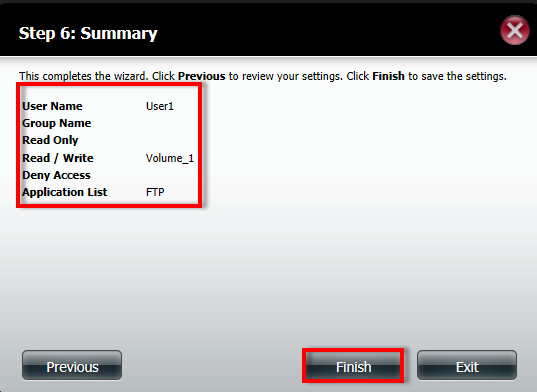 Step 6: Summary
This completes the wizard. Click Previous to review your settings. Click Finish to save the settings.
User Name User1
Group Name
Read Only
Read / Write Volume_1
Deny Access
Application List FTP
Previous Finish Exit